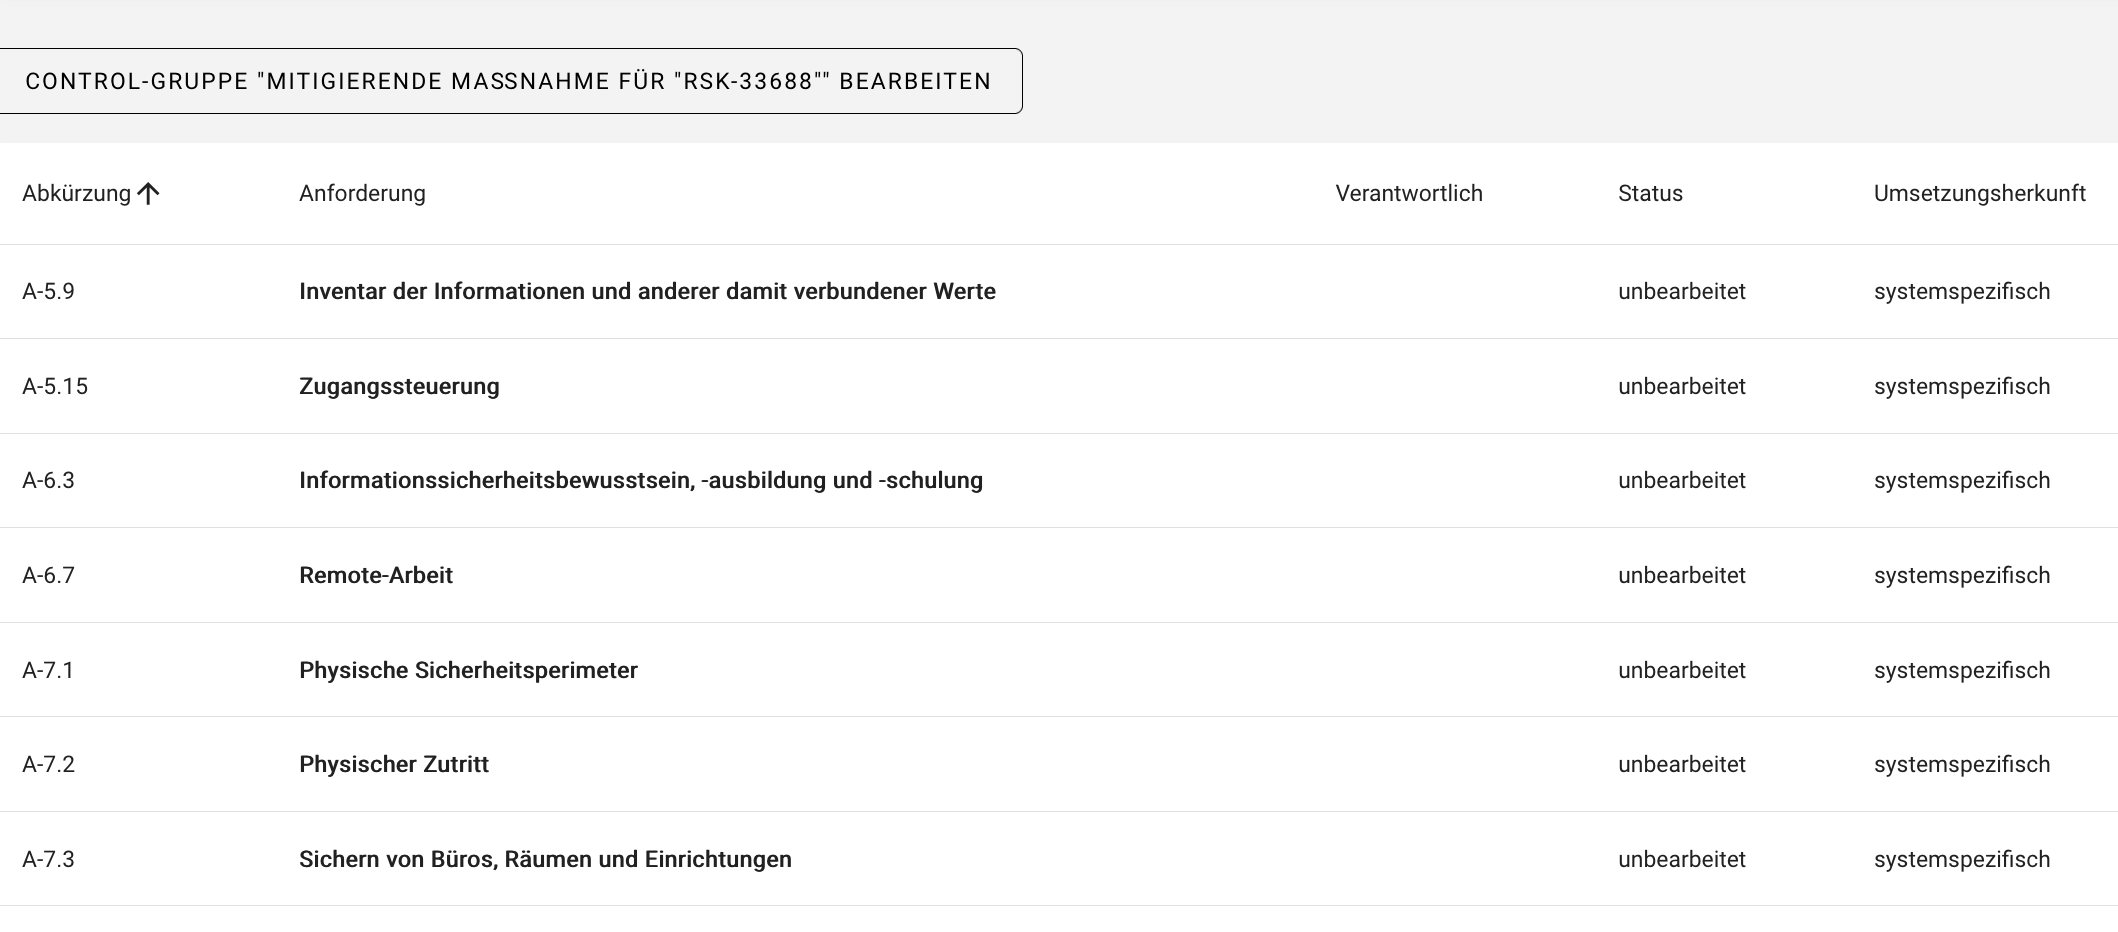 CONTROL-GRUPPE "MITIGIERENDE MASSNAHME FÜR "RSK-33688"" BEARBEITEN
Abkürzung Anforderung Verantwortlich Status Umsetzungsherkunft
A-5.9 Inventar der Informationen und anderer damit verbundener Werte unbearbeitet systemspezifisch
A-5.15 Zugangssteuerung unbearbeitet systemspezifisch
A-6.3 Informationssicherheitsbewusstsein, -ausbildung und -schulung unbearbeitet systemspezifisch
A-6.7 Remote-Arbeit unbearbeitet systemspezifisch
A-7.1 Physische Sicherheitsperimeter unbearbeitet systemspezifisch
A-7.2 Physischer Zutritt unbearbeitet systemspezifisch
A-7.3 Sichern von Büros, Räumen und Einrichtungen unbearbeitet systemspezifisch